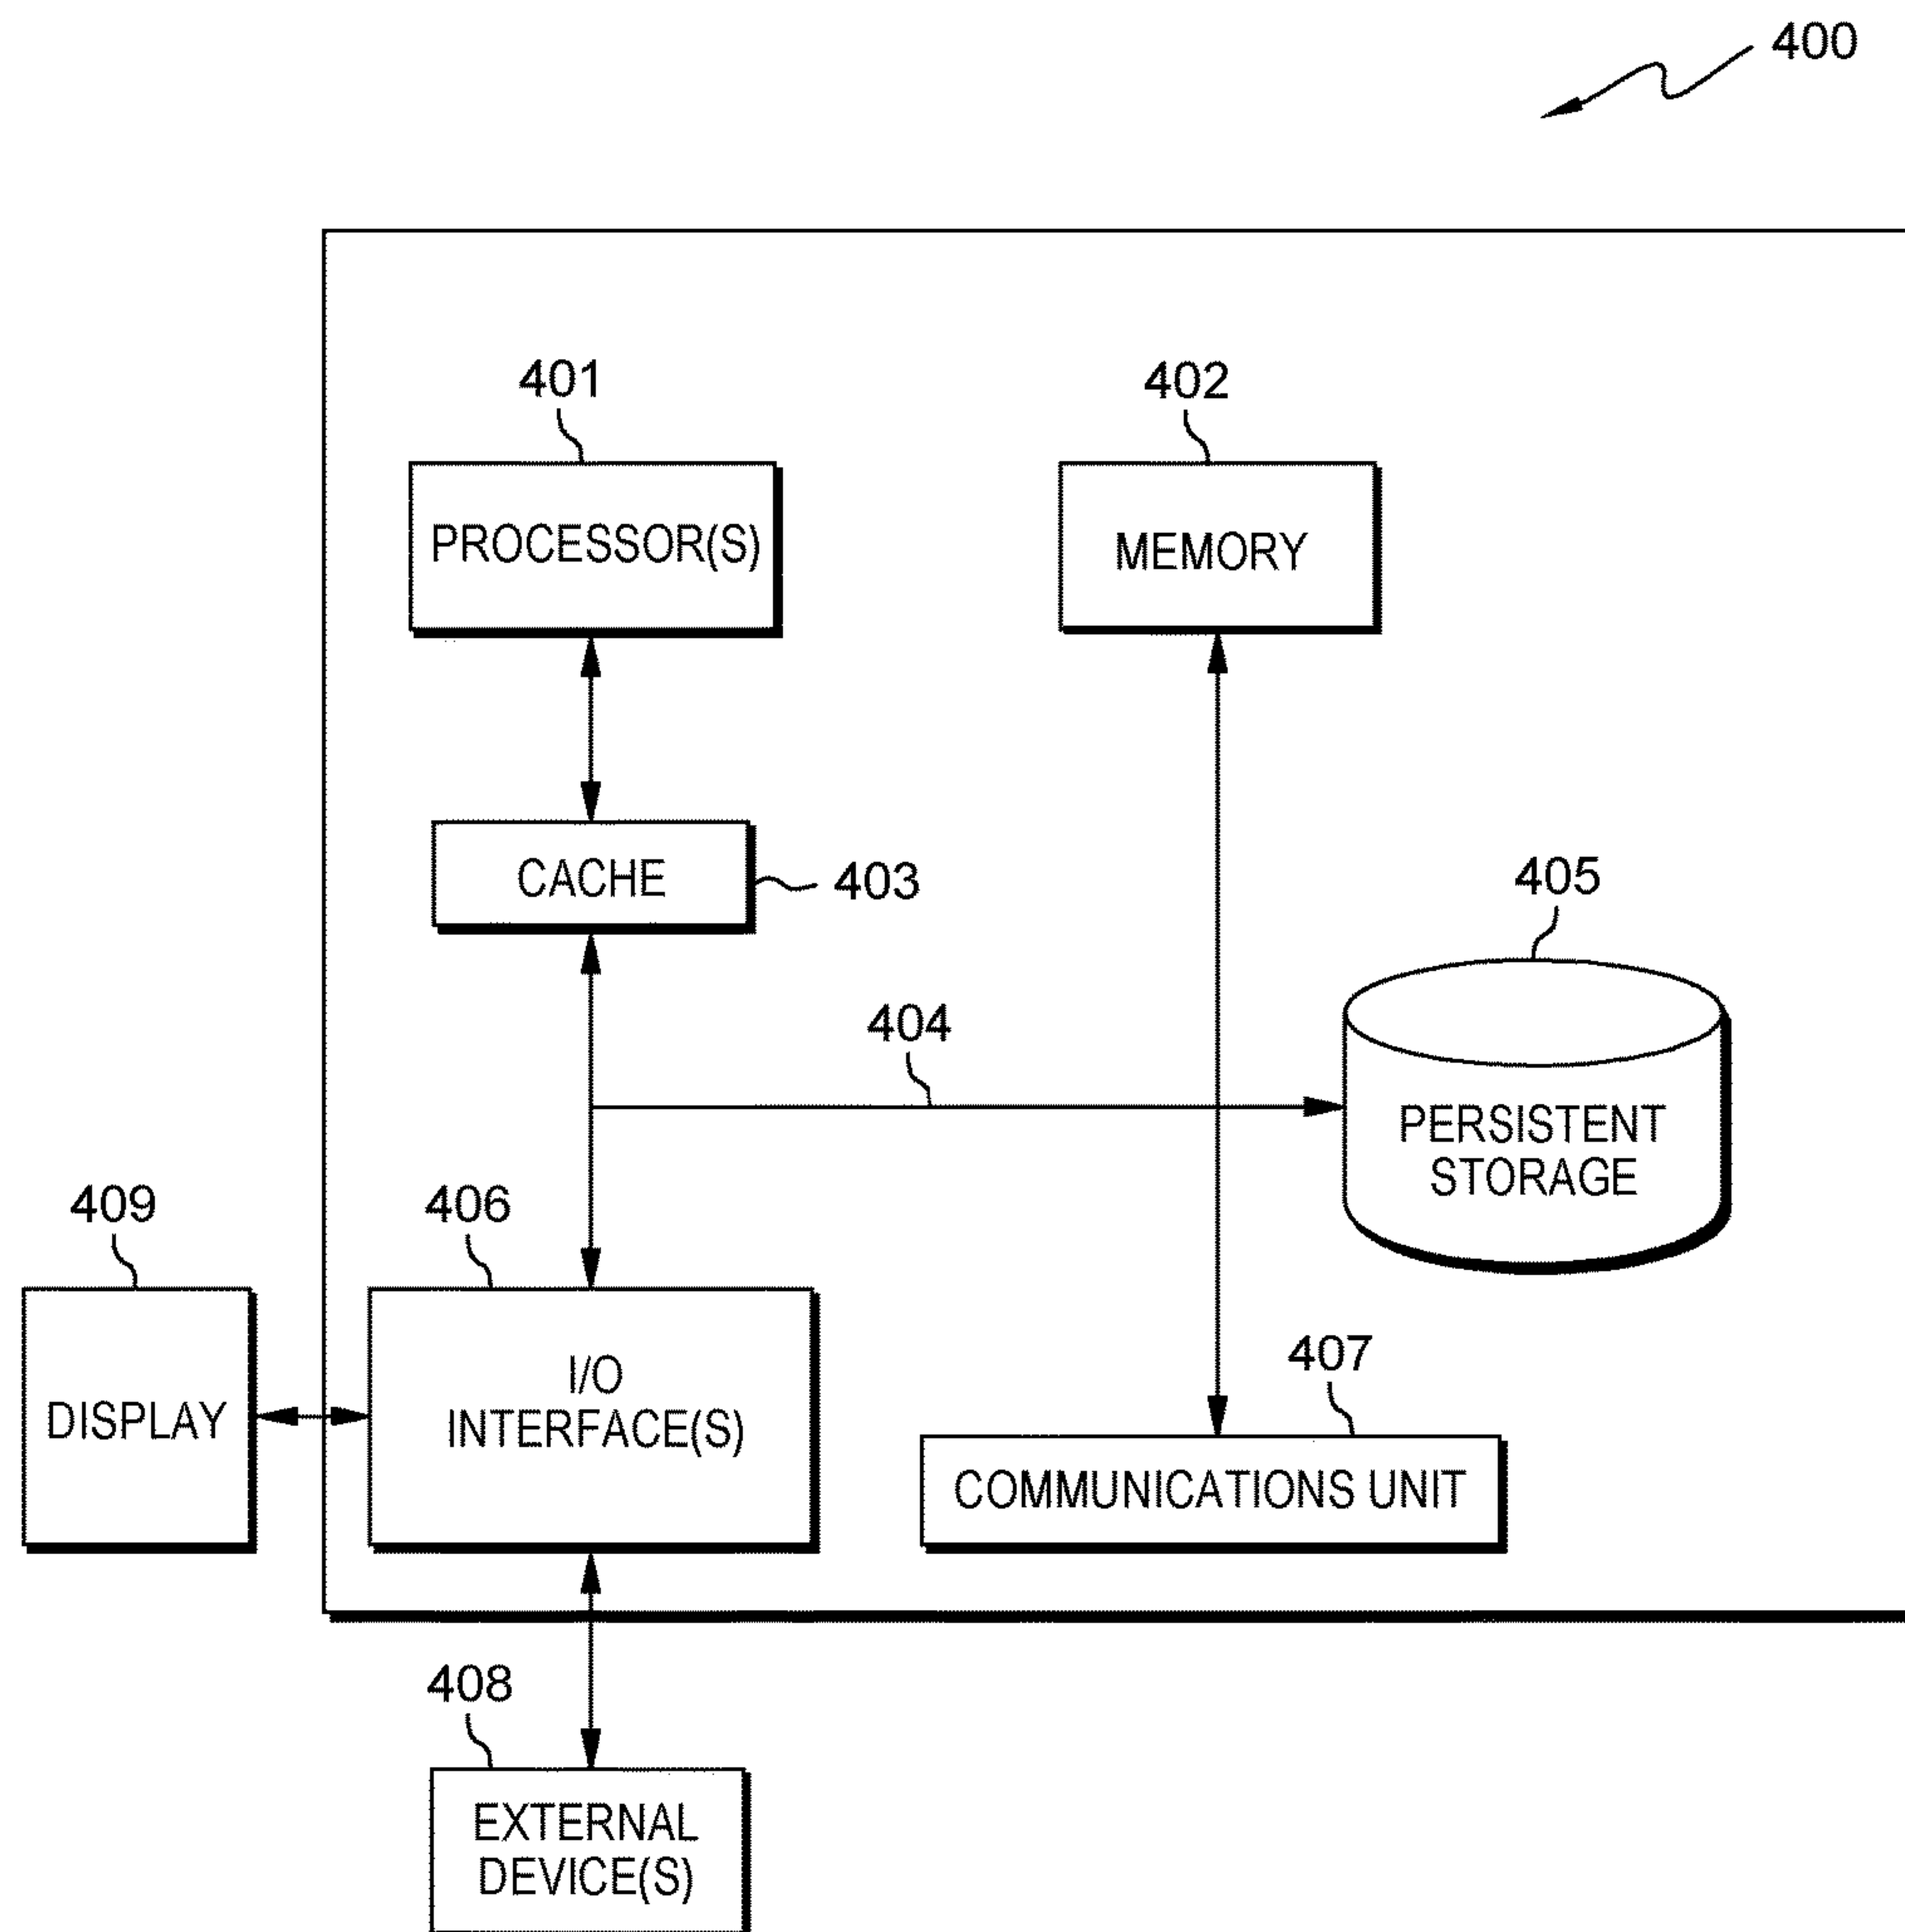 400
401
402
PROCESSOR(S)
MEMORY
CACHE
403
405
404
PERSISTENT
STORAGE
409
406
407
DISPLAY
I/O
INTERFACE(S)
COMMUNICATIONS UNIT
408
EXTERNAL
DEVICE(S)